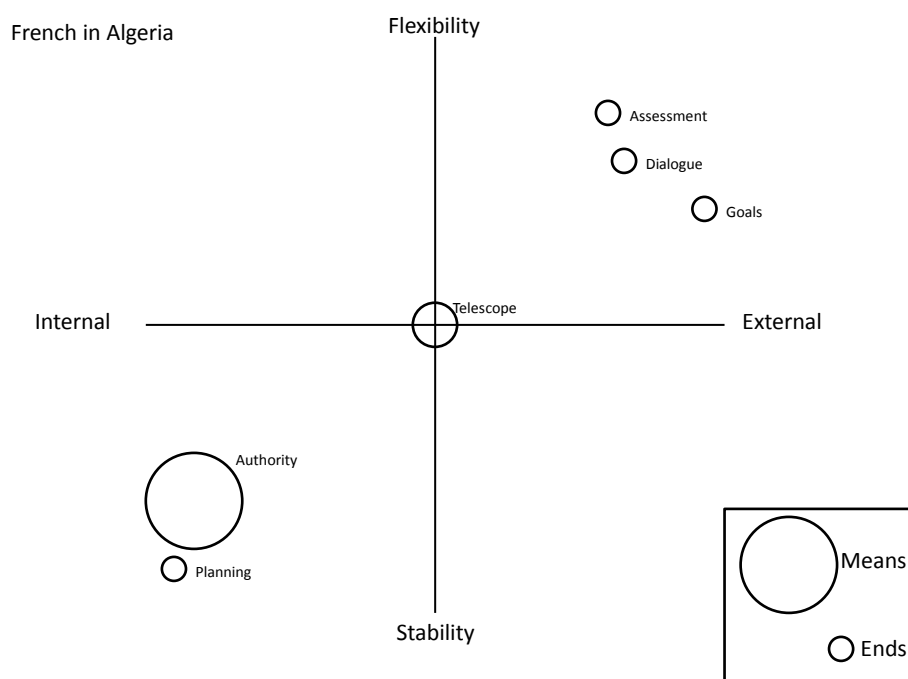 French in Algeria
Flexibility
Assessment
Dialogue
Goals
Telescope
Internal
External
Authority
Planning
Means
Stability
Ends